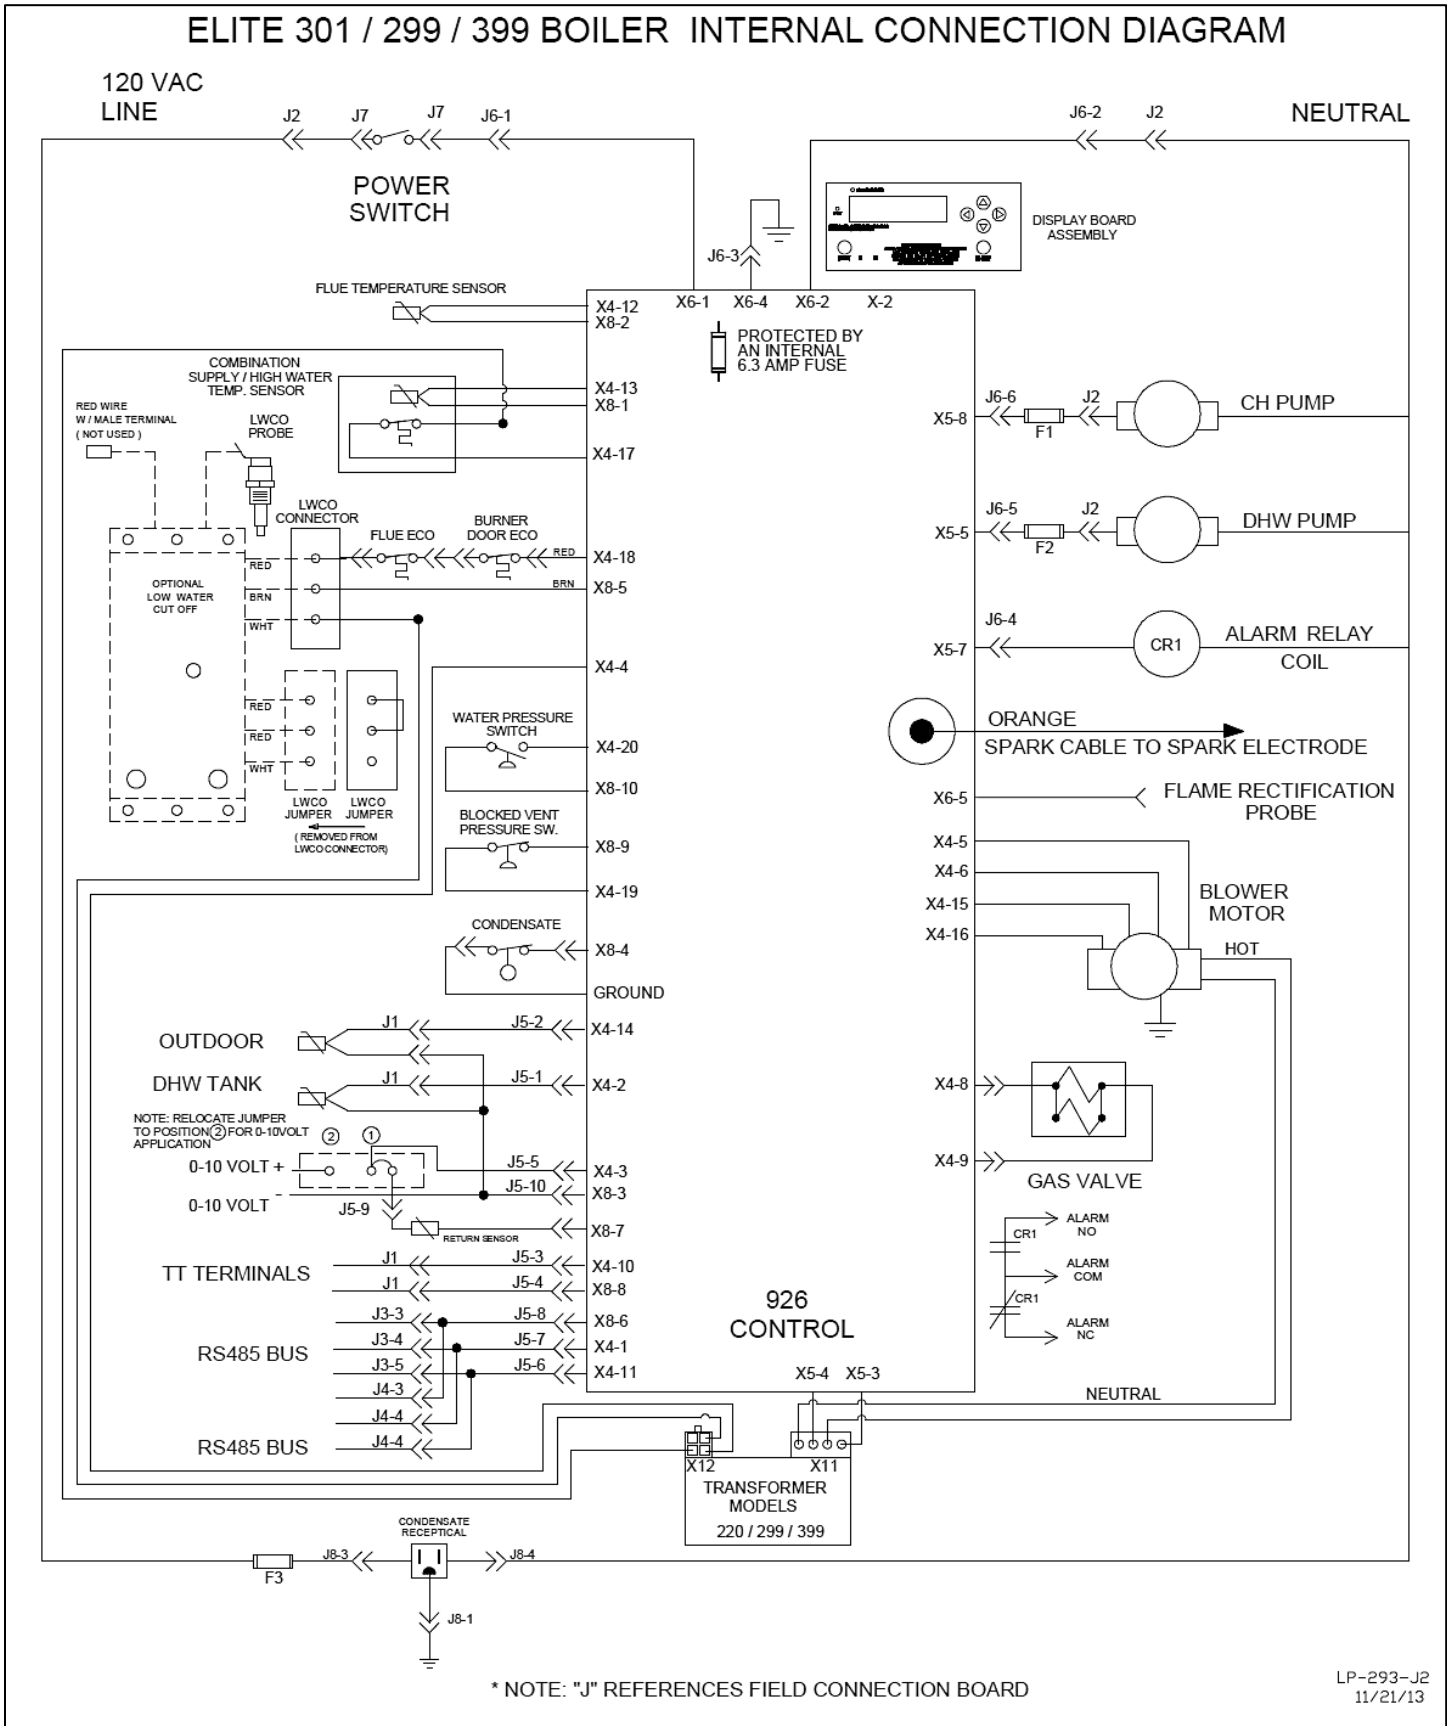 ELITE 301 / 299 / 399 BOILER INTERNAL CONNECTION DIAGRAM
120 VAC
LINE
J2
J7
J7
J6-1
J6-2
J2
NEUTRAL
POWER
SWITCH
J6-3
DISPLAY BOARD
ASSEMBLY
FLUE TEMPERATURE SENSOR
X4-12
X8-2
X6-1
X6-4
X6-2
X-2
PROTECTED BY
AN INTERNAL
6.3 AMP FUSE
COMBINATION
SUPPLY / HIGH WATER
TEMP. SENSOR
X4-13
X8-1
X4-17
RED WIRE
W / MALE TERMINAL
( NOT USED )
LWCO
PROBE
X5-8
J6-6
F1
J2
CH PUMP
LWCO
CONNECTOR
FLUE ECO
BURNER
DOOR ECO
RED
X4-18
BRN
X8-5
X5-5
J6-5
F2
J2
DHW PUMP
OPTIONAL
LOW WATER
CUT OFF
RED
BRN
WHT
X5-7
J6-4
CR1
ALARM RELAY
COIL
X4-4
RED
RED
WHT
LWCO
JUMPER
LWCO
JUMPER
( REMOVED FROM
LWCO CONNECTOR)
WATER PRESSURE
SWITCH
X4-20
X8-10
ORANGE
SPARK CABLE TO SPARK ELECTRODE
X6-5
FLAME RECTIFICATION
PROBE
BLOCKED VENT
PRESSURE SW.
X8-9
X4-19
X4-5
X4-6
X4-15
X4-16
BLOWER
MOTOR
HOT
CONDENSATE
X8-4
GROUND
OUTDOOR
J1
J5-2
X4-14
DHW TANK
J1
J5-1
X4-2
X4-8
X4-9
GAS VALVE
NOTE: RELOCATE JUMPER
TO POSITION 2 FOR 0-10VOLT
APPLICATION
2
1
0-10 VOLT +
J5-5
X4-3
0-10 VOLT -
J5-10
X8-3
J5-9
RETURN SENSOR
X8-7
TT TERMINALS
J1
J5-3
X4-10
J1
J5-4
X8-8
CR1
ALARM
NO
ALARM
COM
CR1
ALARM
NC
RS485 BUS
J3-3
J5-8
X8-6
J3-4
J5-7
X4-1
J3-5
J5-6
X4-11
J4-3
J4-4
RS485 BUS
J4-4
926
CONTROL
X5-4
X5-3
NEUTRAL
X12
X11
TRANSFORMER
MODELS
220 / 299 / 399
CONDENSATE
RECEPTICAL
F3
J8-3
J8-4
J8-1
* NOTE: "J" REFERENCES FIELD CONNECTION BOARD
LP-293-J2
11/21/13